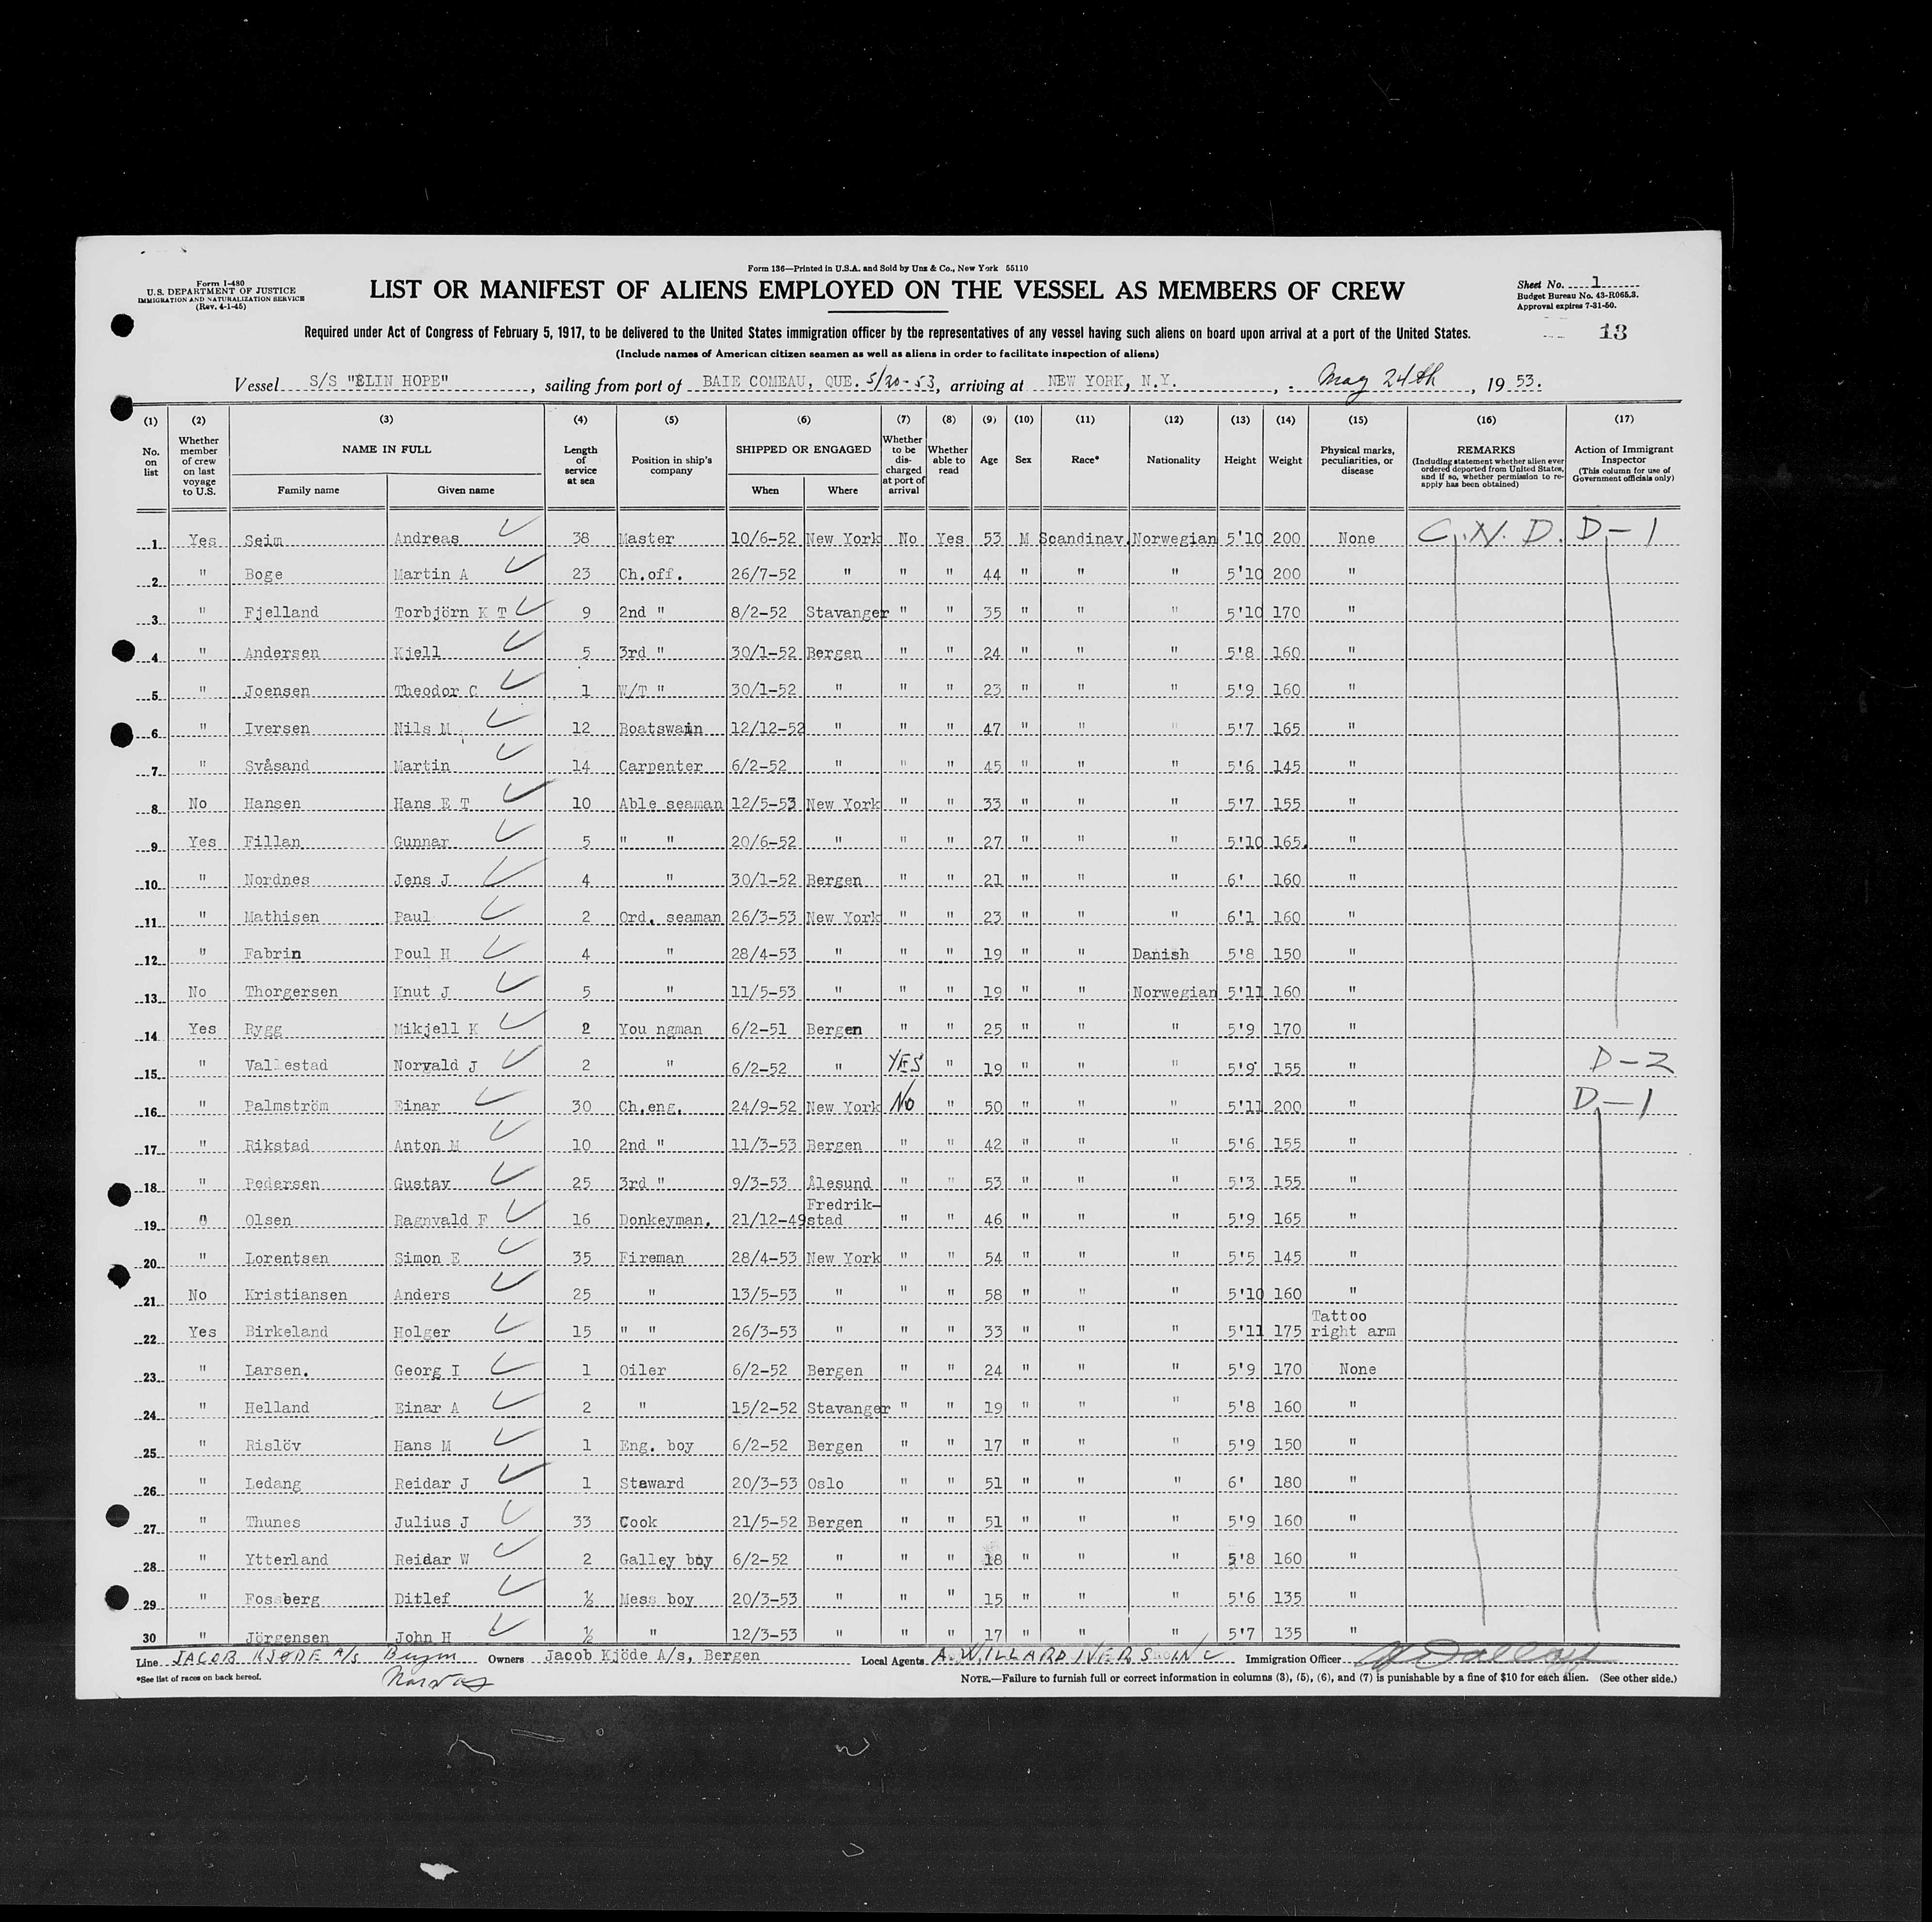 Form 136—Printed in U.S.A. and Sold by Unz & Co., New York 55110
Form I-480
U.S. DEPARTMENT OF JUSTICE
IMMIGRATION AND NATURALIZATION SERVICE
(Rev. 4-1-45)
LIST OR MANIFEST OF ALIENS EMPLOYED ON THE VESSEL AS MEMBERS OF CREW
Sheet No. 1
Budget Bureau No. 43-R065.3.
Approval expires 7-31-50.
13
Required under Act of Congress of February 5, 1917, to be delivered to the United States immigration officer by the representatives of any vessel having such aliens on board upon arrival at a port of the United States.
(Include names of American citizen seamen as well as aliens in order to facilitate inspection of aliens)
Vessel S/S "ELIN HOPE", sailing from port of BAIE COMEAU, QUE. 5/20-53, arriving at NEW YORK, N.Y., May 24th, 1953.
(1) (2) (3) (4) (5) (6) (7) (8) (9) (10) (11) (12) (13) (14) (15) (16) (17)
No. on list
Whether member of crew on last voyage to U.S.
NAME IN FULL
Family name
Given name
Length of service at sea
Position in ship's company
SHIPPED OR ENGAGED
When
Where
Whether to be discharged at port of arrival
Whether able to read
Age
Sex
Race*
Nationality
Height
Weight
Physical marks, peculiarities, or disease
REMARKS
(Including statement whether alien ever ordered deported from United States, and if so, whether permission to re-apply has been obtained)
Action of Immigrant Inspector
(This column for use of Government officials only)
1 Yes Seim Andreas 38 Master 10/6-52 New York No Yes 53 M Scandinav. Norwegian 5'10 200 None C.N.D. D-1
2 " Boge Martin A 23 Ch.off. 26/7-52 " " " 44 " " " 5'10 200 "
3 " Fjelland Torbjörn K T 9 2nd " 8/2-52 Stavanger " " 35 " " " 5'10 170 "
4 " Andersen Kjell 5 3rd " 30/1-52 Bergen " " 24 " " " 5'8 160 "
5 " Joensen Theodor C 1 W/T " 30/1-52 " " " 23 " " " 5'9 160 "
6 " Iversen Nils M 12 Boatswain 12/12-52 " " " 47 " " " 5'7 165 "
7 " Svåsand Martin 14 Carpenter 6/2-52 " " " 45 " " " 5'6 145 "
8 No Hansen Hans E T 10 Able seaman 12/5-53 New York " " 33 " " " 5'7 155 "
9 Yes Fillan Gunnar 5 " " 20/6-52 " " " 27 " " " 5'10 165. "
10 " Nordnes Jens J 4 " 30/1-52 Bergen " " 21 " " " 6' 160 "
11 " Mathisen Paul 2 Ord. seaman 26/3-53 New York " " 23 " " " 6'1 160 "
12 " Fabrin Poul H 4 " 28/4-53 " " " 19 " " Danish 5'8 150 "
13 No Thorgersen Knut J 5 " 11/5-53 " " " 19 " " Norwegian 5'11 160 "
14 Yes Rygg Mikjell K 2 You ngman 6/2-51 Bergen " " 25 " " " 5'9 170 "
15 " Vallestad Norvald J 2 " 6/2-52 " YES " 19 " " " 5'9 155 " D-2
16 " Palmström Einar 30 Ch.eng. 24/9-52 New York No " 50 " " " 5'11 200 " D-1
17 " Rikstad Anton M 10 2nd " 11/3-53 Bergen " " 42 " " " 5'6 155 "
18 " Pedersen Gustav 25 3rd " 9/3-53 Ålesund " " 53 " " " 5'3 155 "
19 " Olsen Ragnvald F 16 Donkeyman. 21/12-49 Fredrik-stad " " 46 " " " 5'9 165 "
20 " Lorentsen Simon E 35 Fireman 28/4-53 New York " " 54 " " " 5'5 145 "
21 No Kristiansen Anders 25 " 13/5-53 " " " 58 " " " 5'10 160 "
22 Yes Birkeland Holger 15 " " 26/3-53 " " " 33 " " " 5'11 175 Tattoo right arm
23 " Larsen. Georg I 1 Oiler 6/2-52 Bergen " " 24 " " " 5'9 170 None
24 " Helland Einar A 2 " 15/2-52 Stavanger " " 19 " " " 5'8 160 "
25 " Rislöv Hans M 1 Eng. boy 6/2-52 Bergen " " 17 " " " 5'9 150 "
26 " Ledang Reidar J 1 Steward 20/3-53 Oslo " " 51 " " " 6' 180 "
27 " Thunes Julius J 33 Cook 21/5-52 Bergen " " 51 " " " 5'9 160 "
28 " Ytterland Reidar W 2 Galley boy 6/2-52 " " " 18 " " " 5'8 160 "
29 " Fossberg Ditlef ½ Mess boy 20/3-53 " " " 15 " " " 5'6 135 "
30 " Jörgensen John H ½ " 12/3-53 " " " 17 " " " 5'7 135 "
Line JACOB KJØDE A/S Bergen Owners Jacob Kjöde A/s, Bergen Local Agents A. WILLARD IVERS INC Immigration Officer
Norway
*See list of races on back hereof.
NOTE.—Failure to furnish full or correct information in columns (3), (5), (6), and (7) is punishable by a fine of $10 for each alien. (See other side.)